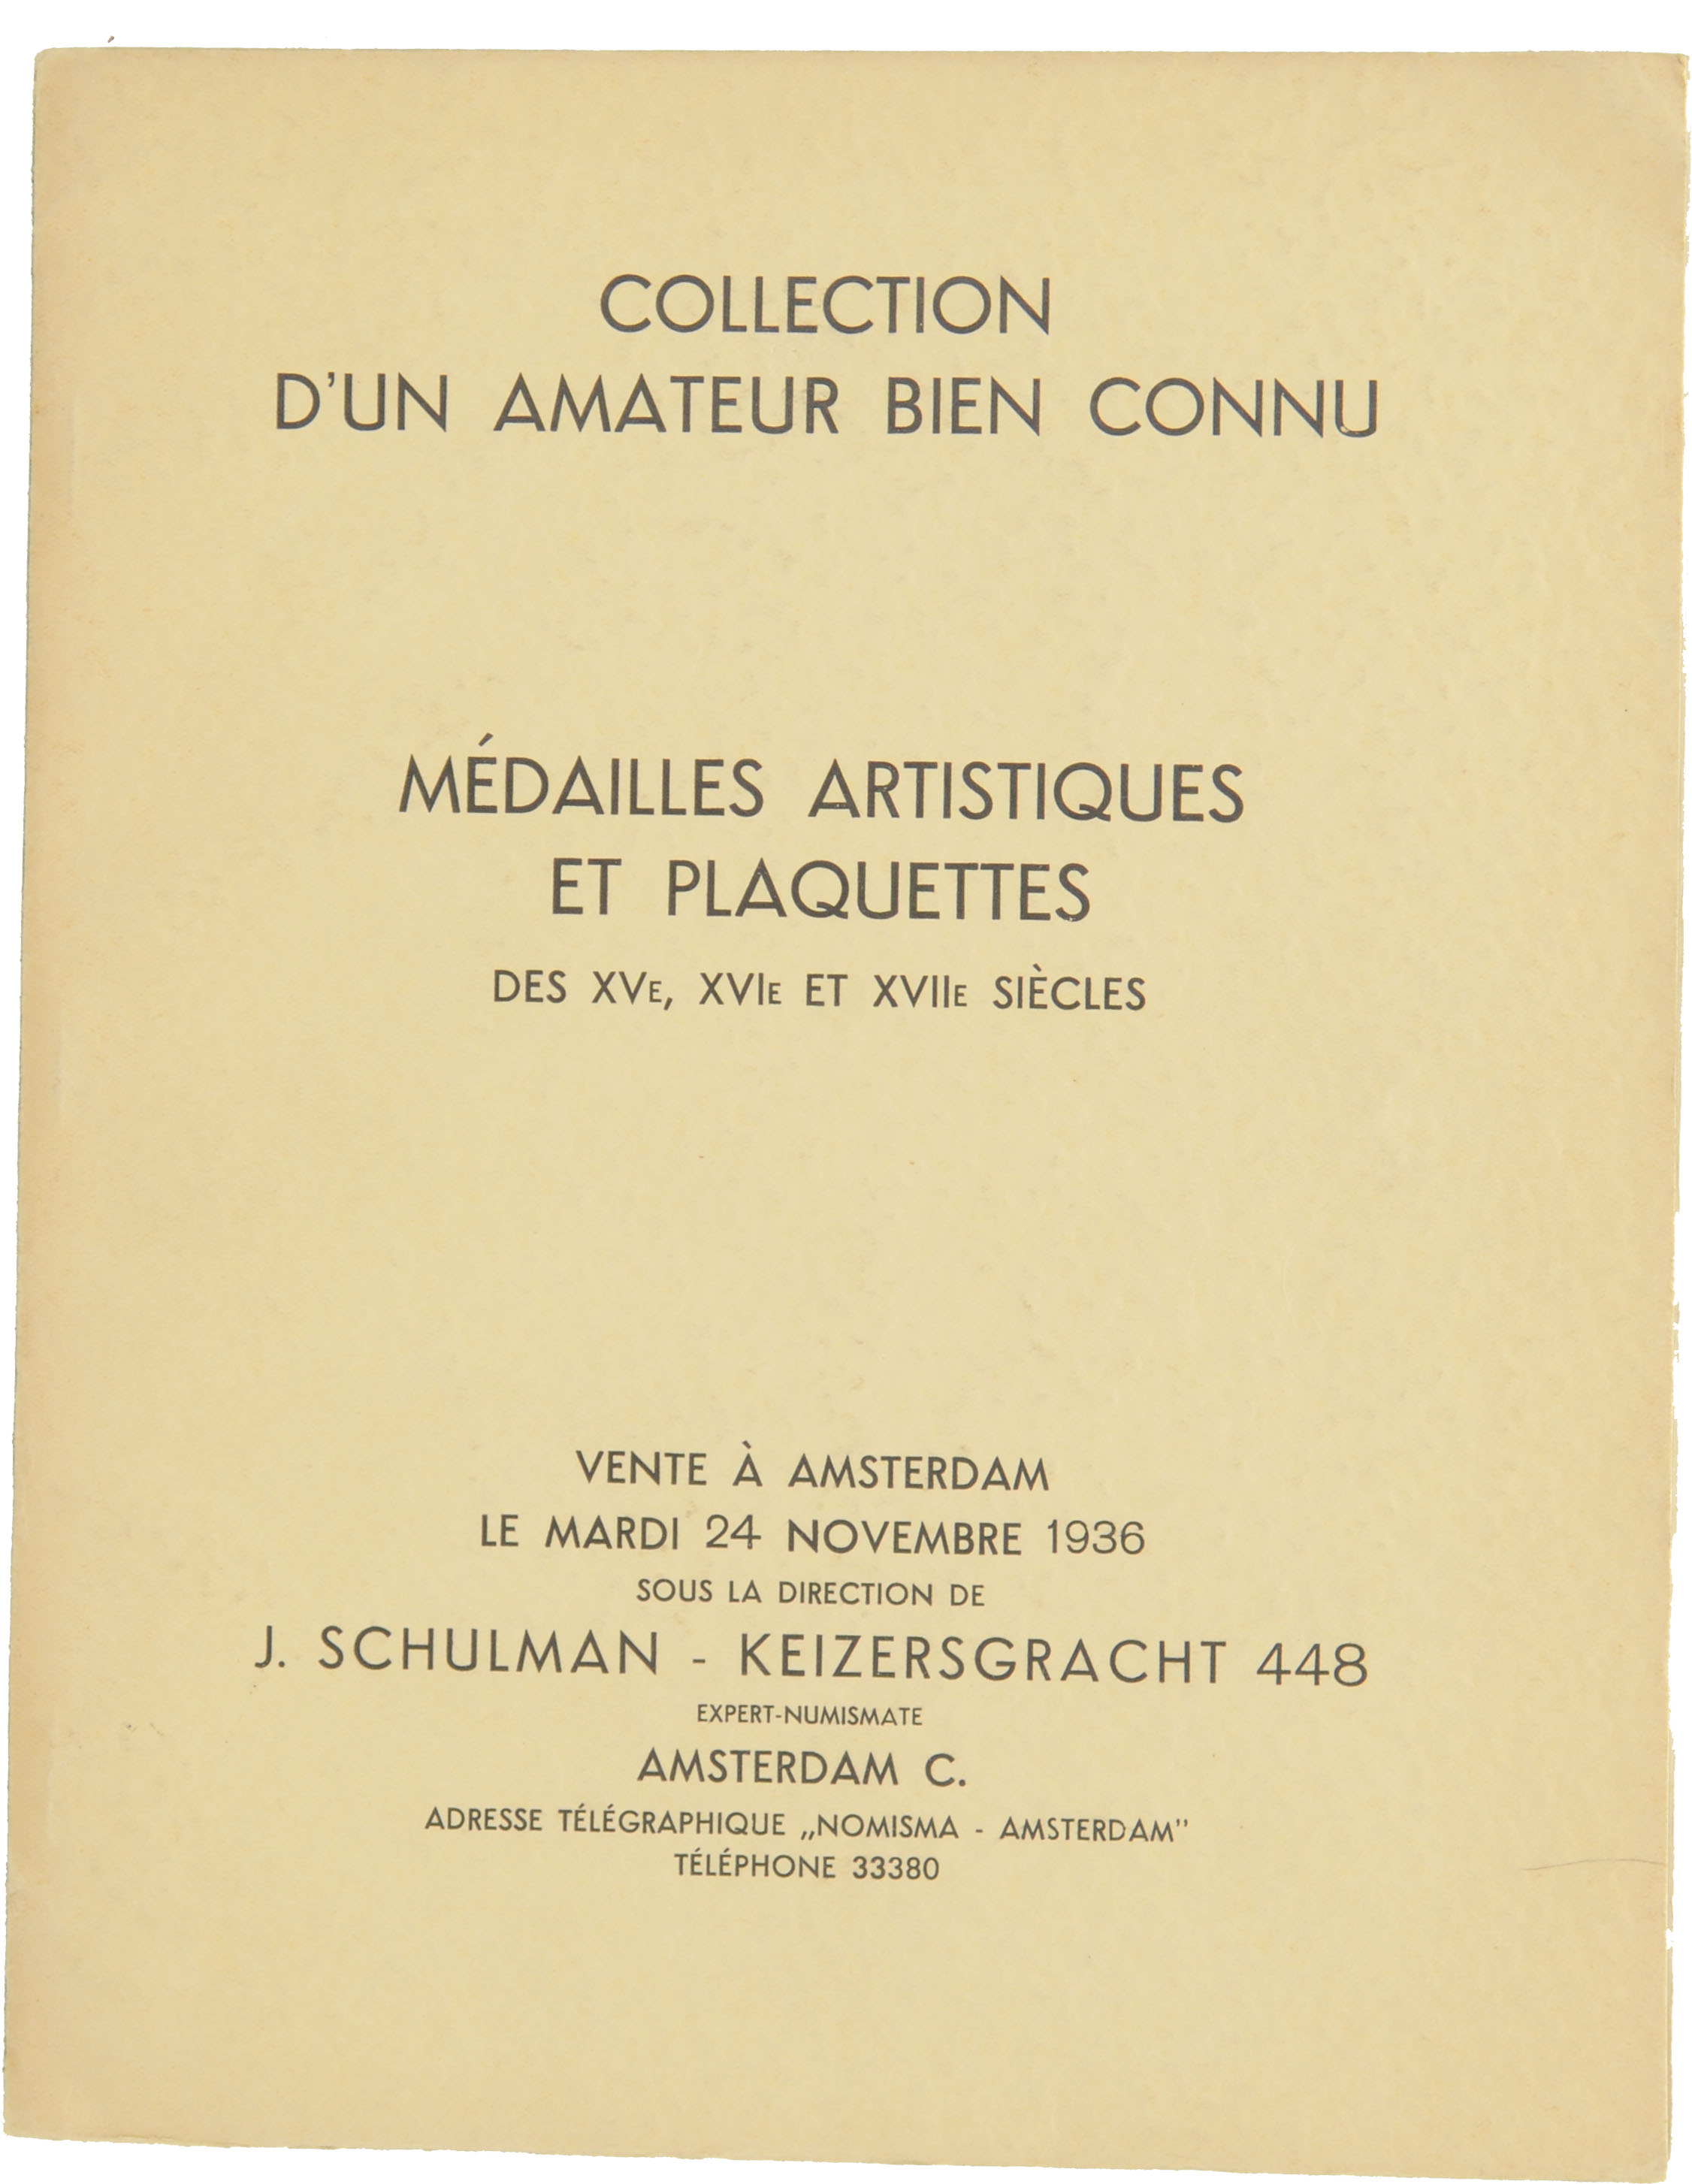 COLLECTION
D'UN AMATEUR BIEN CONNU
MÉDAILLES ARTISTIQUES
ET PLAQUETTES
DES XVE, XVIE ET XVIIE SIÈCLES
VENTE À AMSTERDAM
LE MARDI 24 NOVEMBRE 1936
SOUS LA DIRECTION DE
J. SCHULMAN - KEIZERSGRACHT 448
EXPERT-NUMISMATE
AMSTERDAM C.
ADRESSE TÉLÉGRAPHIQUE „NOMISMA - AMSTERDAM"
TÉLÉPHONE 33380